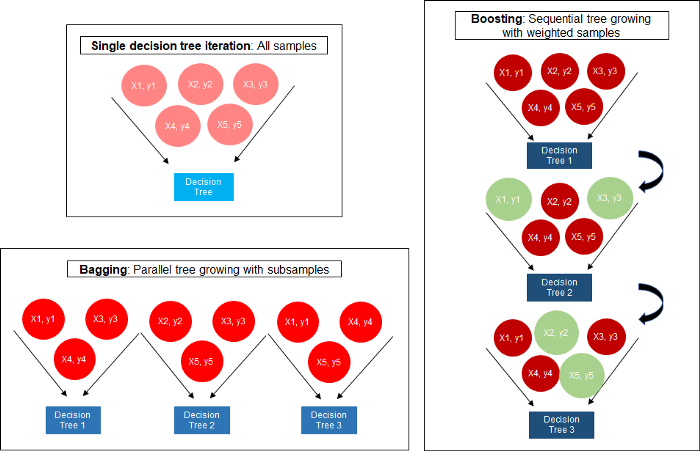 Single decision tree iteration: All samples
X1, y1
X2, y2
X3, y3
X4, y4
X5, y5
Decision
Tree
Bagging: Parallel tree growing with subsamples
X1, y1
X3, y3
X4, y4
Decision
Tree 1
X2, y2
X3, y3
X5, y5
Decision
Tree 2
X1, y1
X4, y4
X5, y5
Decision
Tree 3
Boosting: Sequential tree growing
with weighted samples
X1, y1
X2, y2
X3, y3
X4, y4
X5, y5
Decision
Tree 1
X1, y1
X2, y2
X3, y3
X4, y4
X5, y5
Decision
Tree 2
X1, y1
X2, y2
X3, y3
X4, y4
X5, y5
Decision
Tree 3